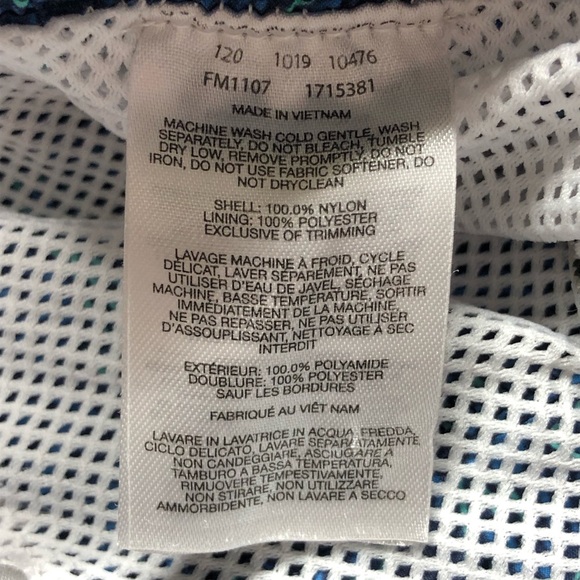 120 1019 10476
FM1107 1715381
MADE IN VIETNAM
MACHINE WASH COLD GENTLE, WASH
SEPARATELY, DO NOT BLEACH, TUMBLE
DRY LOW, REMOVE PROMPTLY, DO NOT
IRON, DO NOT USE FABRIC SOFTENER, DO
NOT DRYCLEAN
SHELL: 100.0% NYLON
LINING: 100% POLYESTER
EXCLUSIVE OF TRIMMING
LAVAGE MACHINE À FROID, CYCLE
DÉLICAT, LAVER SÉPARÉMENT, NE PAS
UTILISER D'EAU DE JAVEL, SÉCHAGE
MACHINE, BASSE TEMPÉRATURE, SORTIR
IMMÉDIATEMENT DE LA MACHINE,
NE PAS REPASSER, NE PAS UTILISER
D'ASSOUPLISSANT, NETTOYAGE À SEC
INTERDIT
EXTÉRIEUR: 100.0% POLYAMIDE
DOUBLURE: 100% POLYESTER
SAUF LES BORDURES
FABRIQUÉ AU VIÊT NAM
LAVARE IN LAVATRICE IN ACQUA FREDDA,
CICLO DELICATO, LAVARE SEPARATAMENTE,
NON CANDEGGIARE, ASCIUGARE A
TAMBURO A BASSA TEMPERATURA,
RIMUOVERE TEMPESTIVAMENTE,
NON STIRARE, NON UTILIZZARE
AMMORBIDENTE, NON LAVARE A SECCO